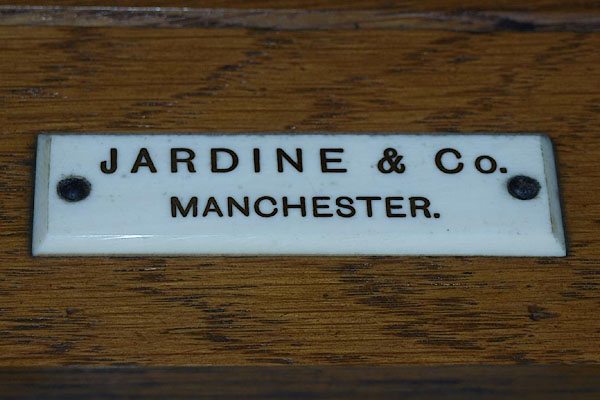 JARDINE & Co.
MANCHESTER.